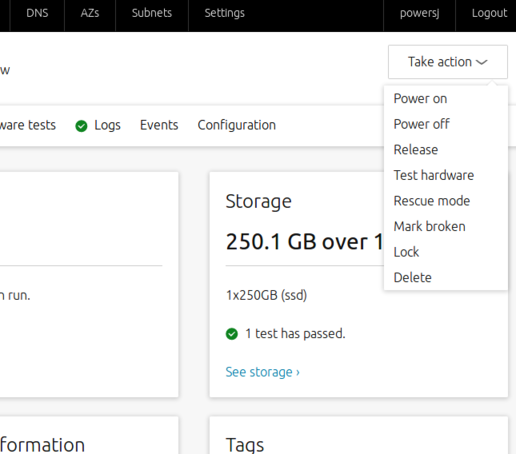 DNS AZs Subnets Settings powersj Logout
Take action
Power on
Power off
Release
Test hardware
Rescue mode
Mark broken
Lock
Delete
tests Logs Events Configuration
run.
Storage
250.1 GB over 1
1x250GB (ssd)
1 test has passed.
See storage ›
Tags